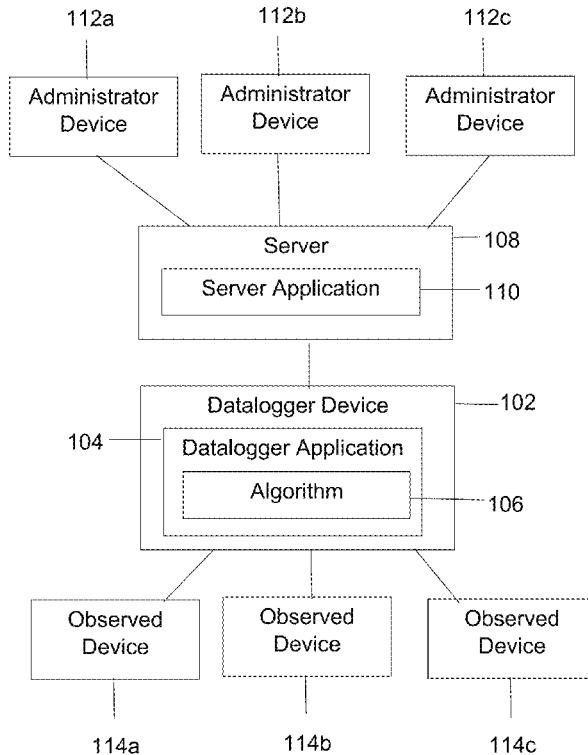 112a 112b 112c
Administrator Device
Administrator Device
Administrator Device
Server 108
Server Application 110
Datalogger Device 102
104 Datalogger Application
Algorithm 106
Observed Device
Observed Device
Observed Device
114a 114b 114c